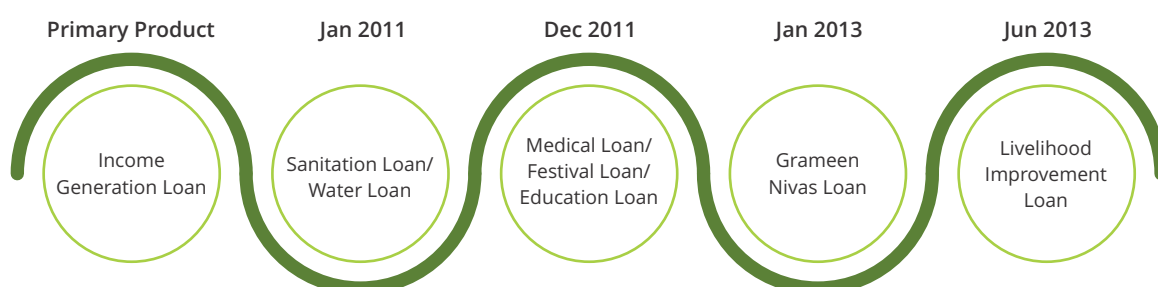 Primary Product
Income
Generation Loan
Jan 2011
Sanitation Loan/
Water Loan
Dec 2011
Medical Loan/
Festival Loan/
Education Loan
Jan 2013
Grameen
Nivas Loan
Jun 2013
Livelihood
Improvement
Loan